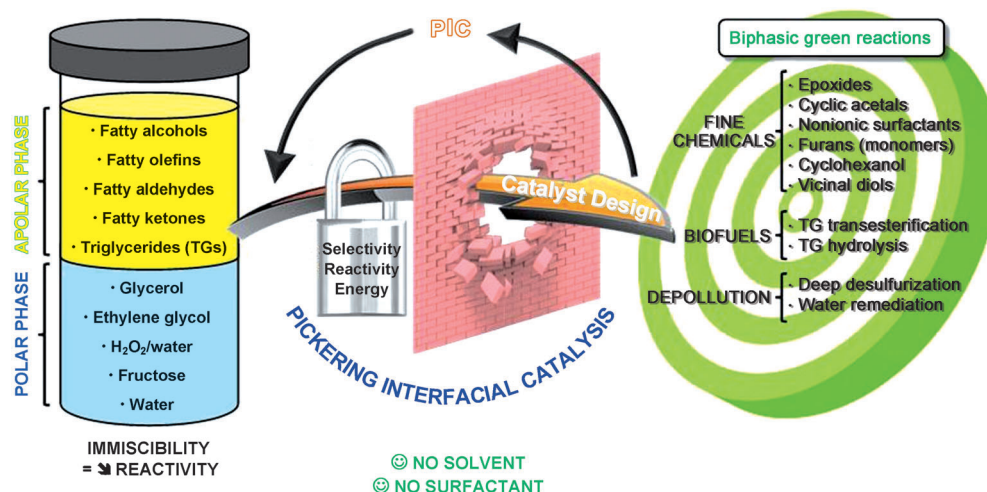 APOLAR PHASE
· Fatty alcohols
· Fatty olefins
· Fatty aldehydes
· Fatty ketones
· Triglycerides (TGs)
POLAR PHASE
· Glycerol
· Ethylene glycol
· H₂O₂/water
· Fructose
· Water
IMMISCIBILITY
= ↘ REACTIVITY
PIC
Selectivity
Reactivity
Energy
Catalyst Design
PICKERING INTERFACIAL CATALYSIS
☺ NO SOLVENT
☺ NO SURFACTANT
Biphasic green reactions
FINE
CHEMICALS
· Epoxides
· Cyclic acetals
· Nonionic surfactants
· Furans (monomers)
· Cyclohexanol
· Vicinal diols
BIOFUELS
· TG transesterification
· TG hydrolysis
DEPOLLUTION
· Deep desulfurization
· Water remediation